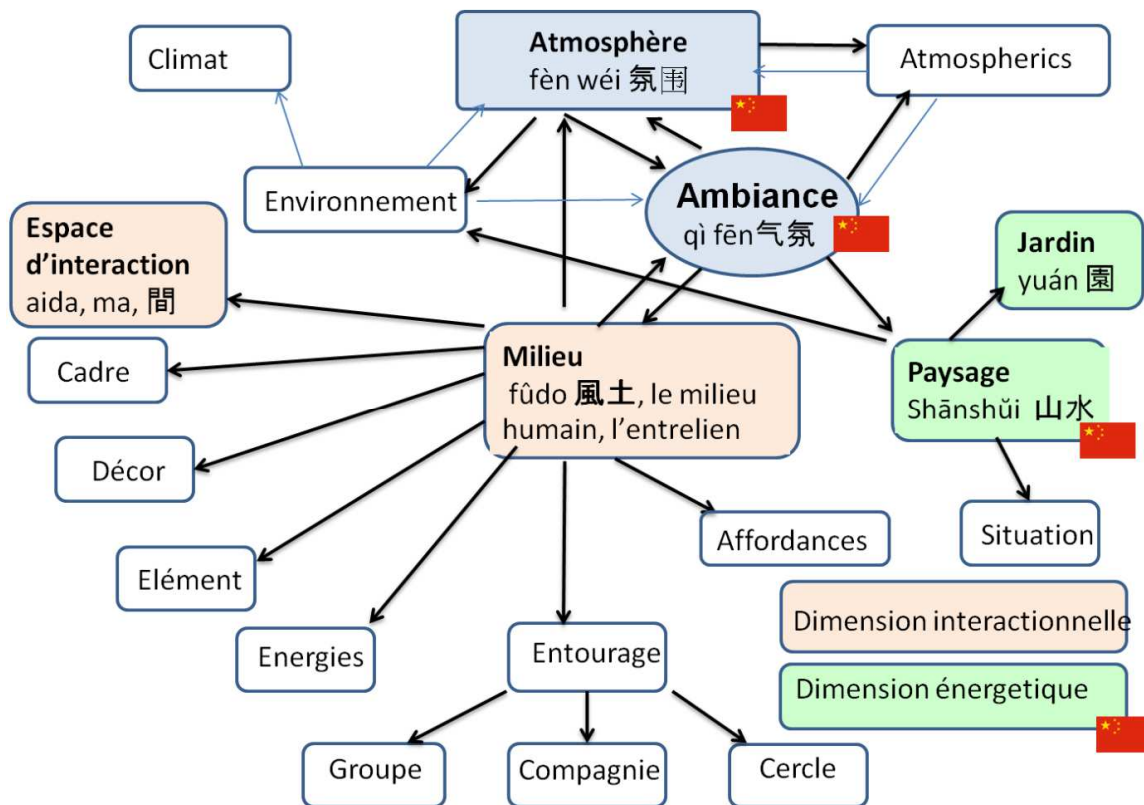 Climat
Atmosphère
fèn wéi 氛围
Atmospherics
Environnement
Ambiance
qì fēn气氛
Espace
d’interaction
aida, ma, 間
Jardin
yuán 園
Cadre
Milieu
fûdo 風土, le milieu
humain, l’entrelien
Paysage
Shānshŭi 山水
Décor
Affordances
Situation
Elément
Energies
Entourage
Dimension interactionnelle
Dimension énergetique
Groupe
Compagnie
Cercle